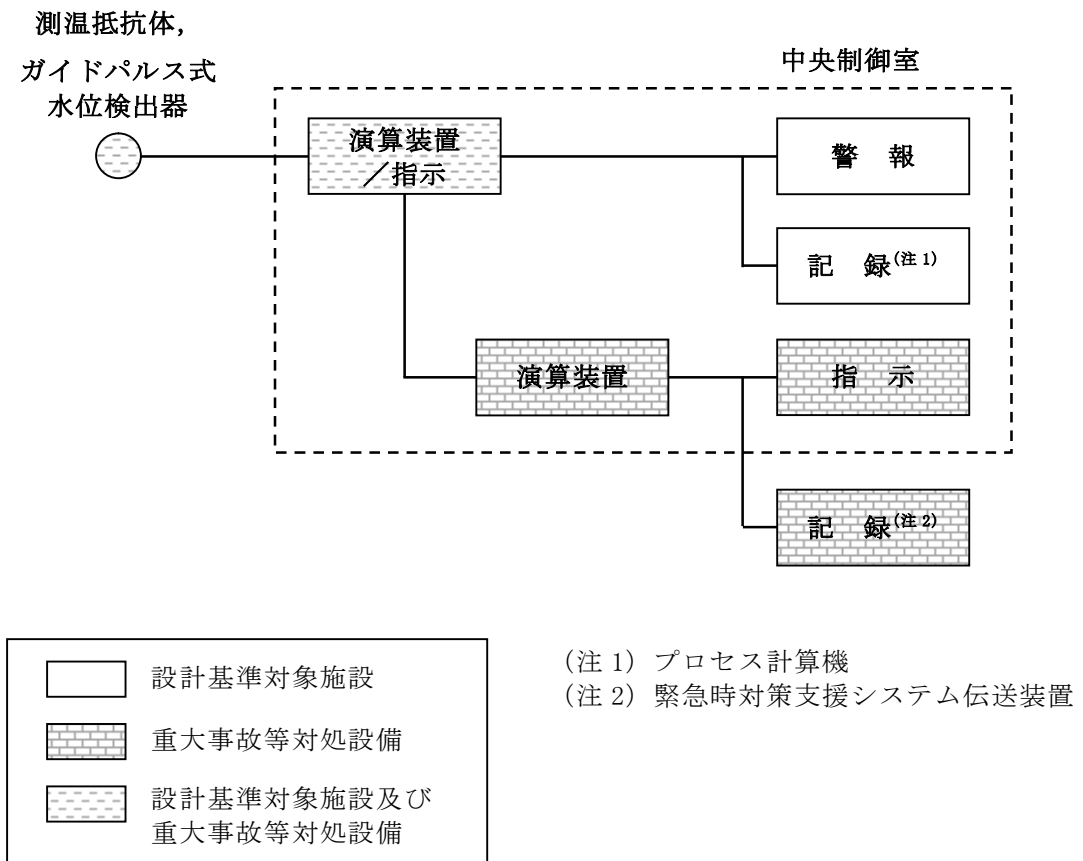 測温抵抗体，
ガイドパルス式
水位検出器
中央制御室
演算装置
／指示
警　報
記　録(注 1)
演算装置
指　示
記　録(注 2)
設計基準対象施設
重大事故等対処設備
設計基準対象施設及び
重大事故等対処設備
（注 1）プロセス計算機
（注 2）緊急時対策支援システム伝送装置